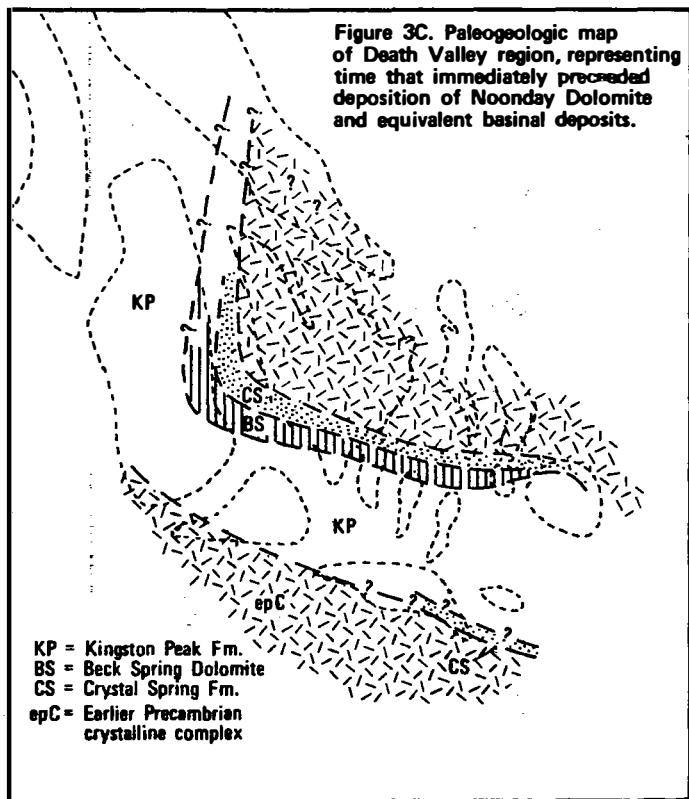 Figure 3C. Paleogeologic map
of Death Valley region, representing
time that immediately preceeded
deposition of Noonday Dolomite
and equivalent basinal deposits.
?
?
?
?
?
KP
?
CS
BS
KP
?
epC
?
?
?
CS
KP = Kingston Peak Fm.
BS = Beck Spring Dolomite
CS = Crystal Spring Fm.
epC = Earlier Precambrian
crystalline complex